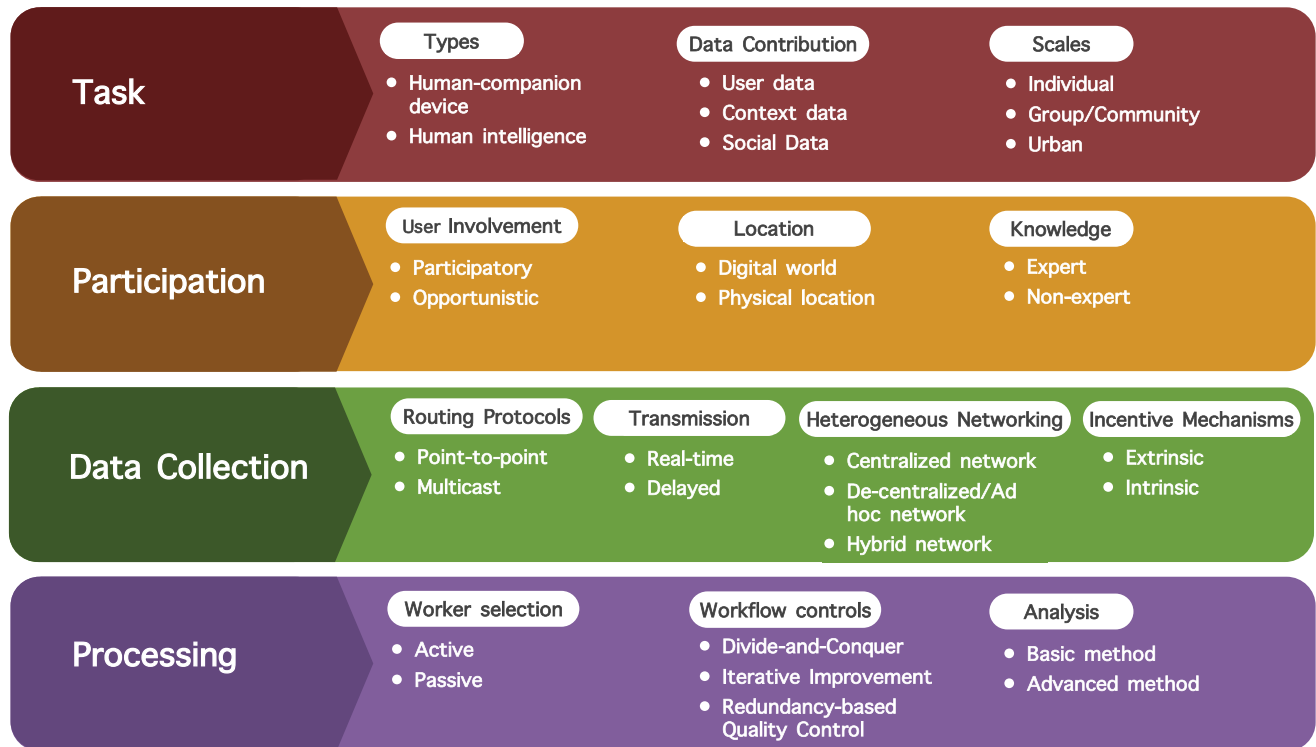 Task
Types
Human-companion
device
Human intelligence
Data Contribution
User data
Context data
Social Data
Scales
Individual
Group/Community
Urban
Participation
User Involvement
Participatory
Opportunistic
Location
Digital world
Physical location
Knowledge
Expert
Non-expert
Data Collection
Routing Protocols
Point-to-point
Multicast
Transmission
Real-time
Delayed
Heterogeneous Networking
Centralized network
De-centralized/Ad
hoc network
Hybrid network
Incentive Mechanisms
Extrinsic
Intrinsic
Processing
Worker selection
Active
Passive
Workflow controls
Divide-and-Conquer
Iterative Improvement
Redundancy-based
Quality Control
Analysis
Basic method
Advanced method